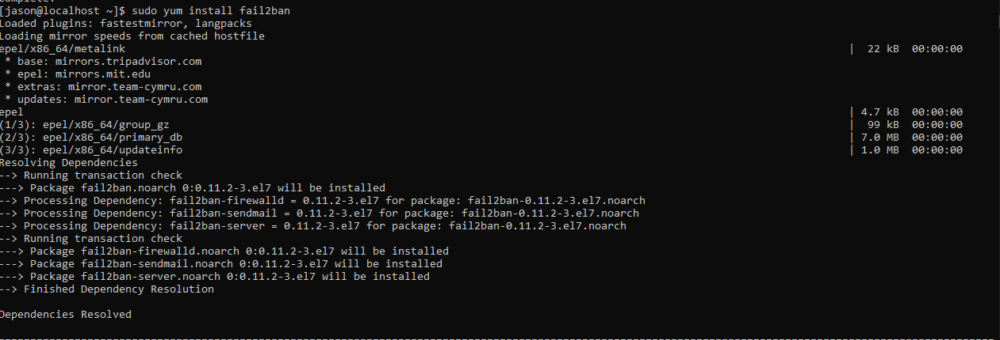 [jason@localhost ~]$ sudo yum install fail2ban
Loaded plugins: fastestmirror, langpacks
Loading mirror speeds from cached hostfile
epel/x86_64/metalink | 22 kB 00:00:00
* base: mirrors.tripadvisor.com
* epel: mirrors.mit.edu
* extras: mirror.team-cymru.com
* updates: mirror.team-cymru.com
epel | 4.7 kB 00:00:00
(1/3): epel/x86_64/group_gz | 99 kB 00:00:00
(2/3): epel/x86_64/primary_db | 7.0 MB 00:00:00
(3/3): epel/x86_64/updateinfo | 1.0 MB 00:00:00
Resolving Dependencies
--> Running transaction check
---> Package fail2ban.noarch 0:0.11.2-3.el7 will be installed
--> Processing Dependency: fail2ban-firewalld = 0.11.2-3.el7 for package: fail2ban-0.11.2-3.el7.noarch
--> Processing Dependency: fail2ban-sendmail = 0.11.2-3.el7 for package: fail2ban-0.11.2-3.el7.noarch
--> Processing Dependency: fail2ban-server = 0.11.2-3.el7 for package: fail2ban-0.11.2-3.el7.noarch
--> Running transaction check
---> Package fail2ban-firewalld.noarch 0:0.11.2-3.el7 will be installed
---> Package fail2ban-sendmail.noarch 0:0.11.2-3.el7 will be installed
---> Package fail2ban-server.noarch 0:0.11.2-3.el7 will be installed
--> Finished Dependency Resolution
Dependencies Resolved